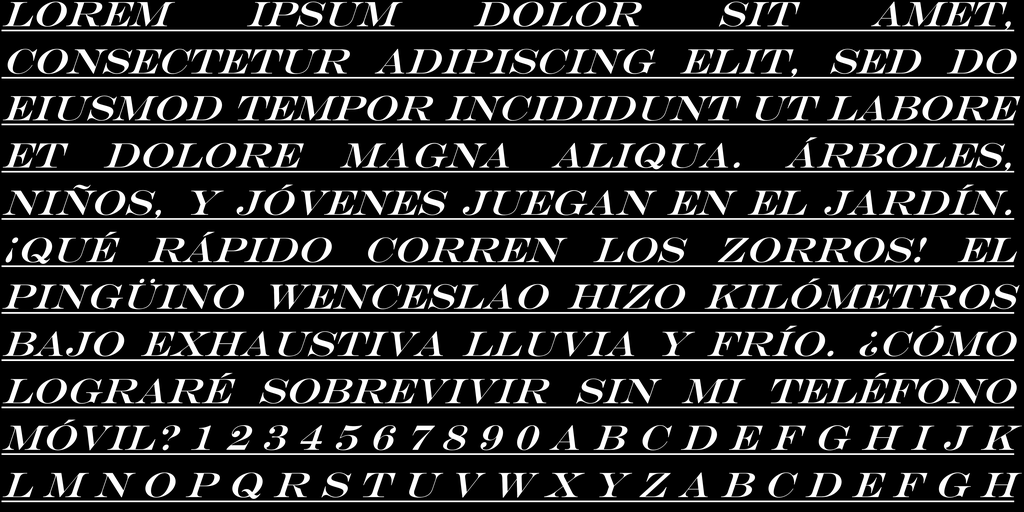 LOREM IPSUM DOLOR SIT AMET,
CONSECTETUR ADIPISCING ELIT, SED DO
EIUSMOD TEMPOR INCIDIDUNT UT LABORE
ET DOLORE MAGNA ALIQUA. ÁRBOLES,
NIÑOS, Y JÓVENES JUEGAN EN EL JARDÍN.
¡QUÉ RÁPIDO CORREN LOS ZORROS! EL
PINGÜINO WENCESLAO HIZO KILÓMETROS
BAJO EXHAUSTIVA LLUVIA Y FRÍO. ¿CÓMO
LOGRARÉ SOBREVIVIR SIN MI TELÉFONO
MÓVIL? 1 2 3 4 5 6 7 8 9 0 A B C D E F G H I J K
L M N O P Q R S T U V W X Y Z A B C D E F G H